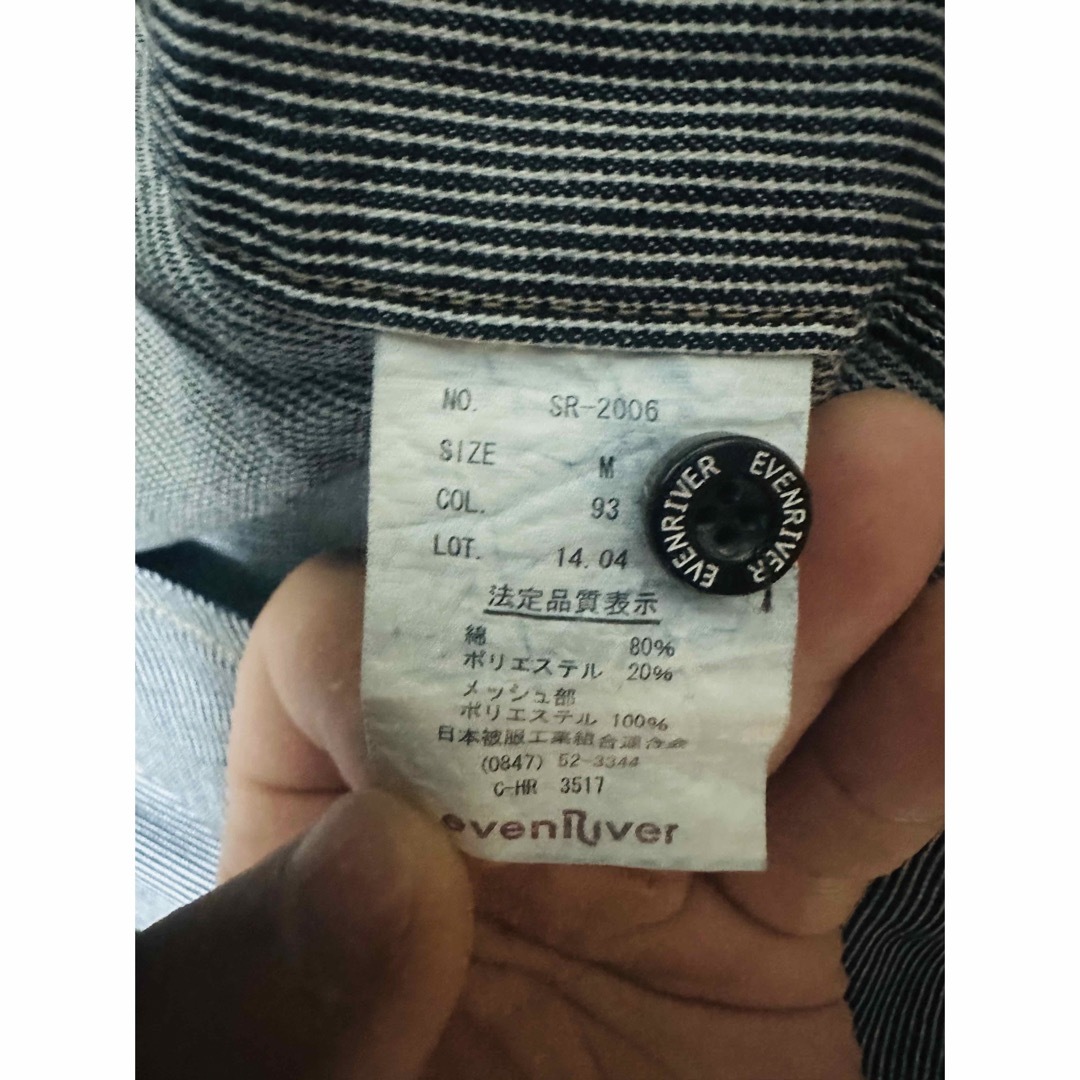 NO. SR-2006
SIZE M
COL. 93
LOT. 14.04
法定品質表示
綿 80%
ポリエステル 20%
メッシュ部
ポリエステル 100%
日本被服工業組合連合会
(0847) 52-3344
C-HR 3517
evenRiver
EVENRIVER EVENRIVER